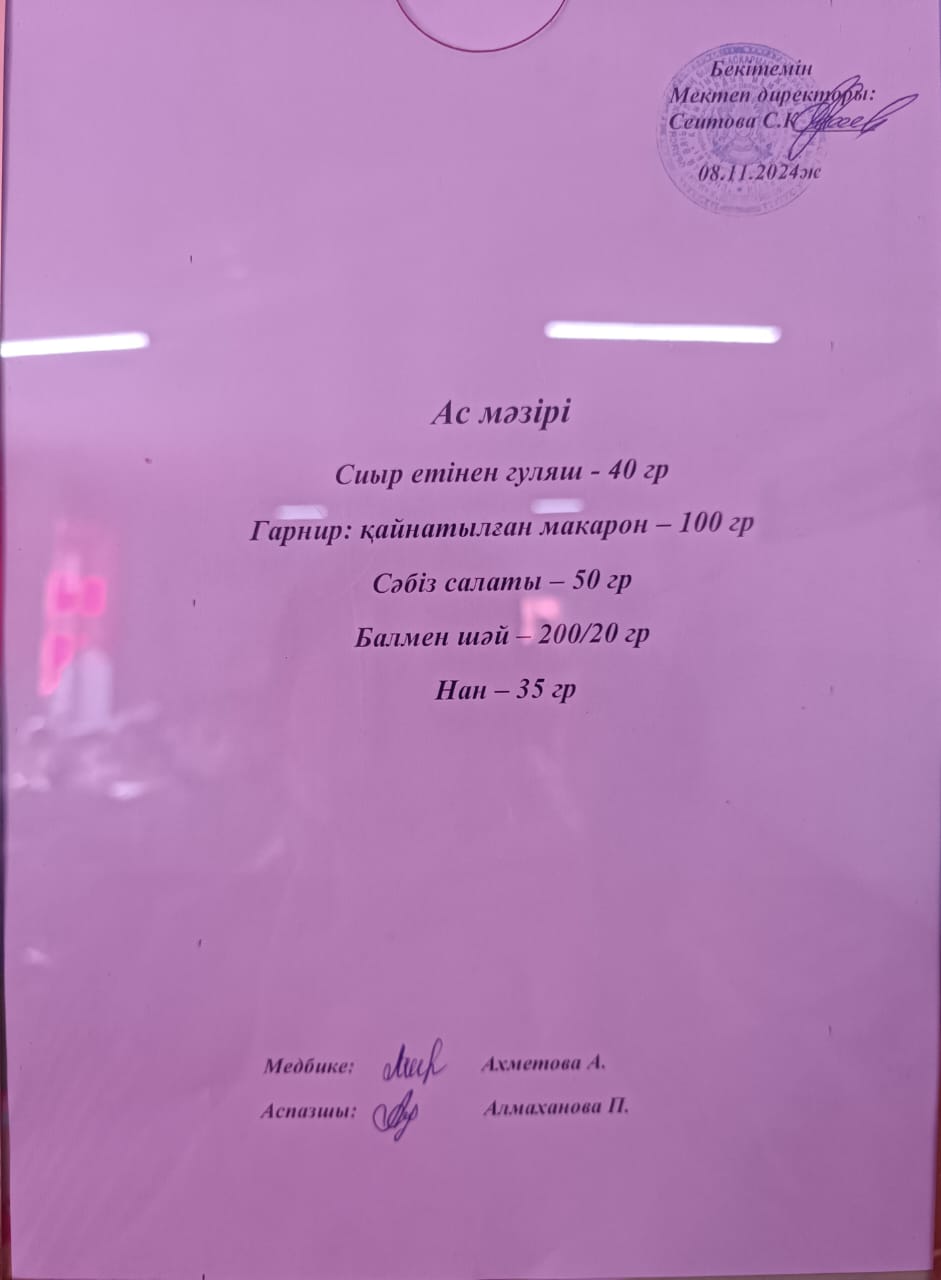 Бекітемін
Мектеп директоры:
Сеитова С.К
08.11.2024ж
Ас мәзірі
Сиыр етінен гуляш - 40 гр
Гарнир: қайнатылған макарон – 100 гр
Сәбіз салаты – 50 гр
Балмен шәй – 200/20 гр
Нан – 35 гр
Медбике: Ахметова А.
Аспазшы: Алмаханова П.